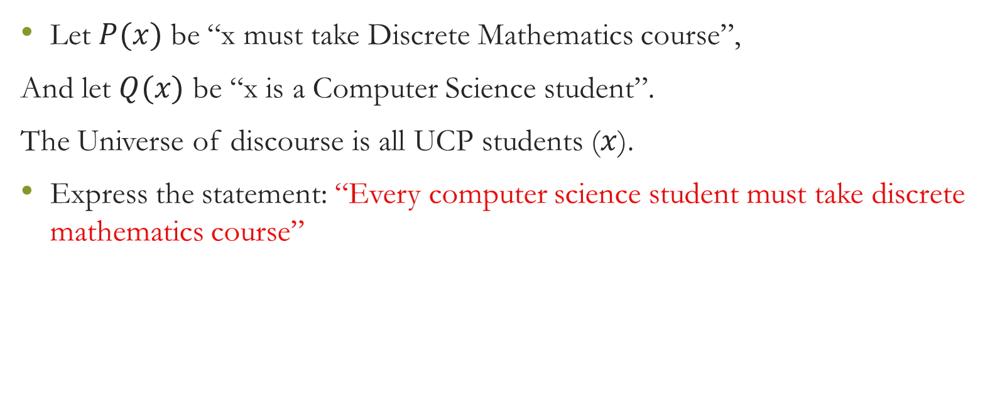 • Let 𝑃(𝑥) be “x must take Discrete Mathematics course”,
And let 𝑄(𝑥) be “x is a Computer Science student”.
The Universe of discourse is all UCP students (𝒙).
• Express the statement: “Every computer science student must take discrete
mathematics course”